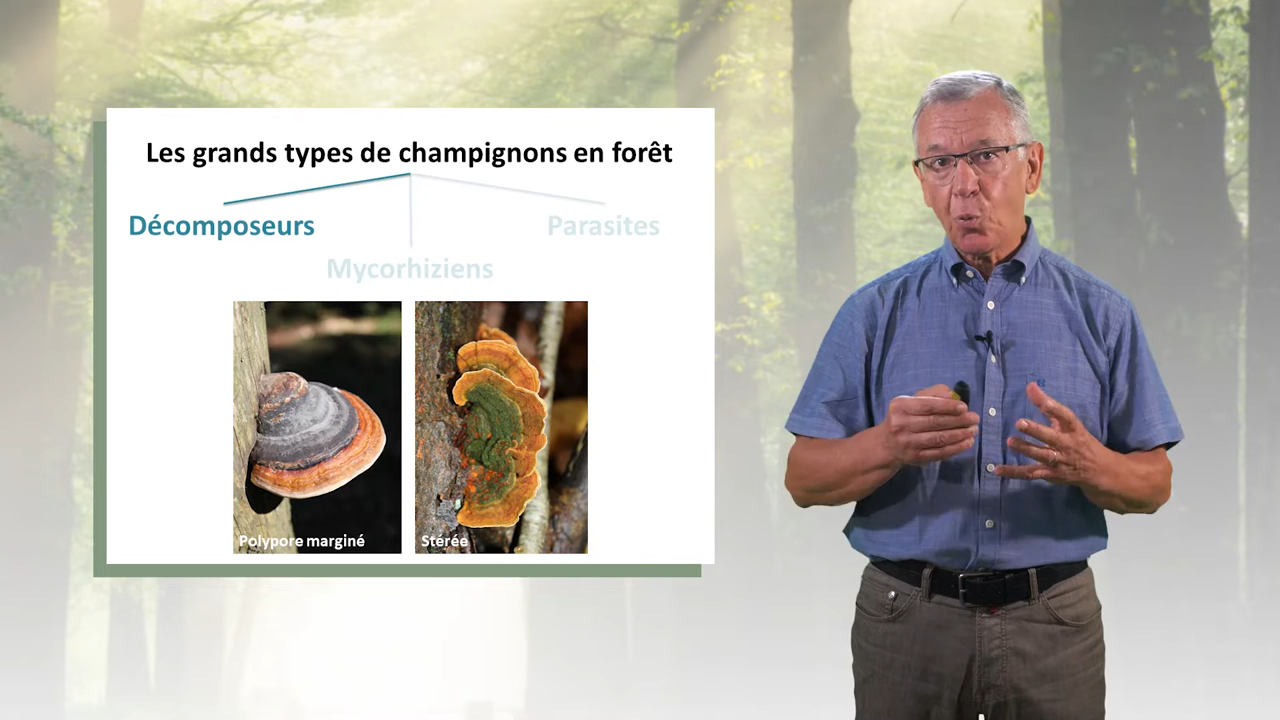 Les grands types de champignons en forêt
Décomposeurs
Parasites
Mycorhiziens
Polypore marginé
Stérée